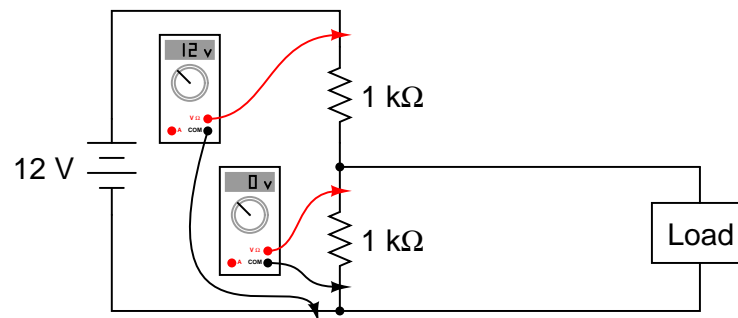 12 V
12 v
V Ω
A COM
1 kΩ
0 v
V Ω
A COM
1 kΩ
Load